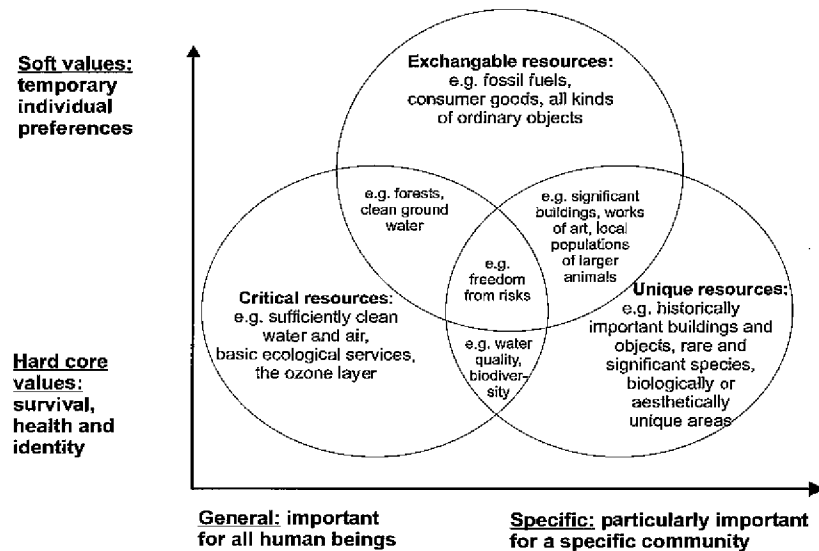 Soft values:
temporary
individual
preferences
Exchangable resources:
e.g. fossil fuels,
consumer goods, all kinds
of ordinary objects
e.g. forests,
clean ground
water
e.g. significant
buildings, works
of art, local
populations
of larger
animals
e.g.
freedom
from risks
Critical resources:
e.g. sufficiently clean
water and air,
basic ecological services,
the ozone layer
Unique resources:
e.g. historically
important buildings and
objects, rare and
significant species,
biologically or
aesthetically
unique areas
e.g. water
quality,
biodiver-
sity
Hard core
values:
survival,
health and
identity
General: important
for all human beings
Specific: particularly important
for a specific community